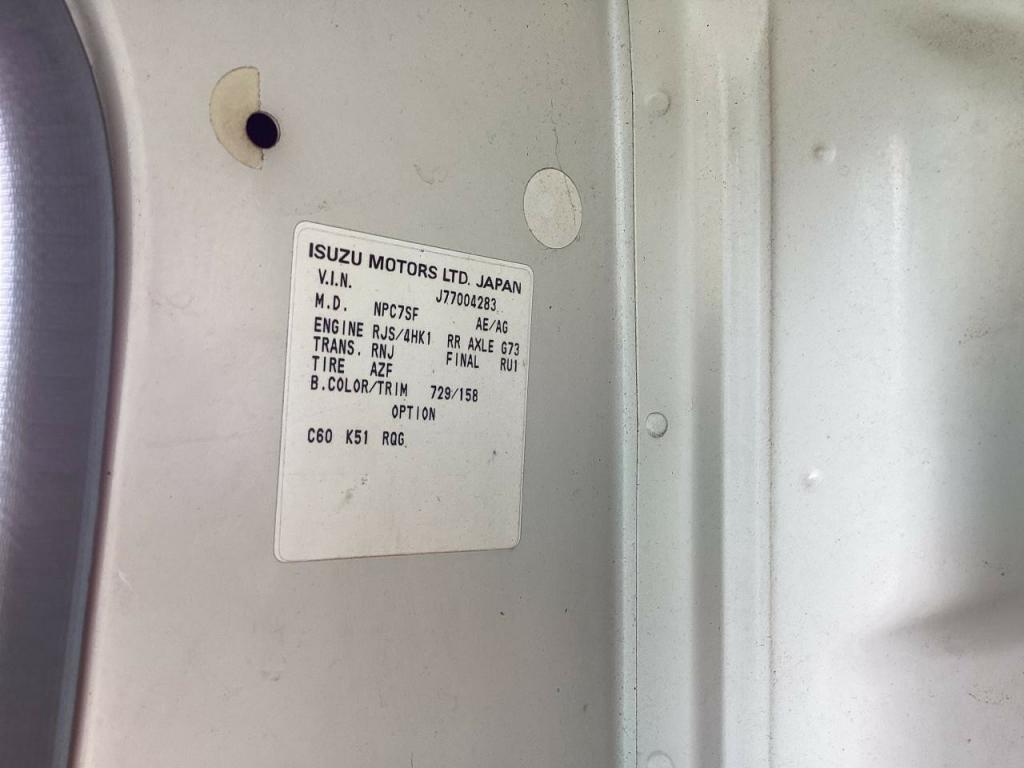 ISUZU MOTORS LTD. JAPAN
V.I.N. J77004283
M.D. NPC7SF AE/AG
ENGINE RJS/4HK1 RR AXLE G73
TRANS. RNJ FINAL RU1
TIRE AZF
B.COLOR/TRIM 729/158
OPTION
C60 K51 RQG